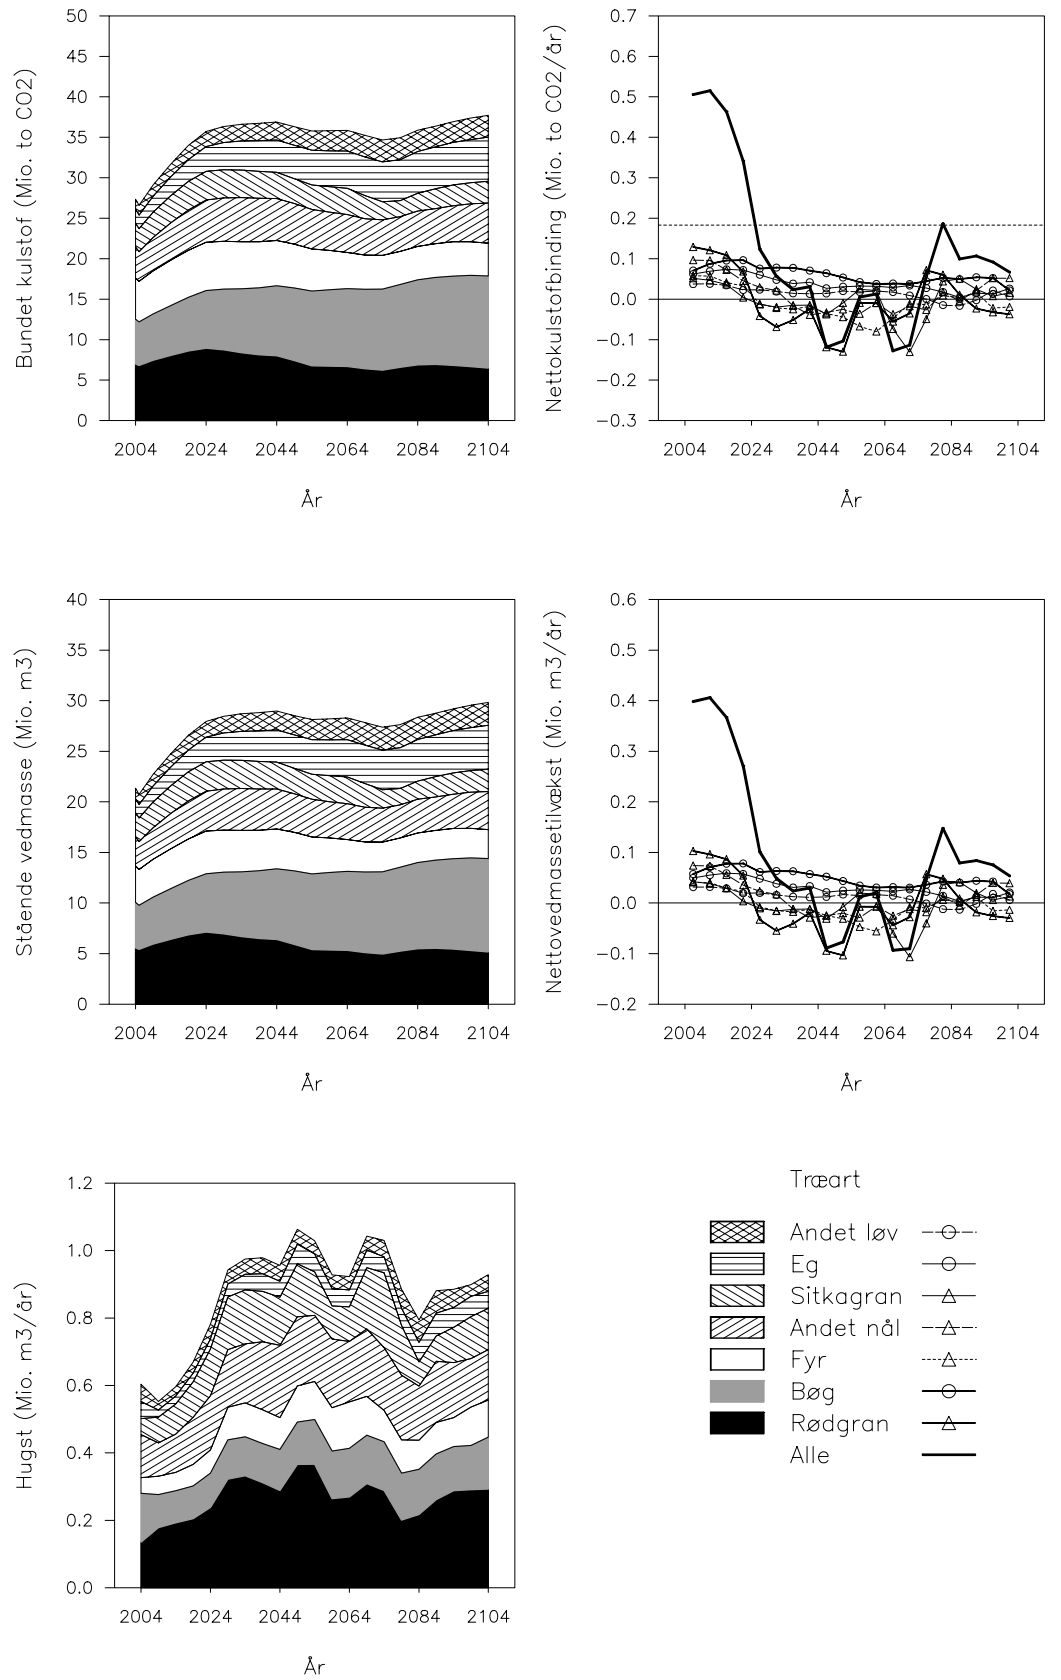 Bundet kulstof (Mio. to CO2)
50
45
40
35
30
25
20
15
10
5
0
2004 2024 2044 2064 2084 2104
År
Nettokulstofbinding (Mio. to CO2/år)
0.7
0.6
0.5
0.4
0.3
0.2
0.1
0.0
−0.1
−0.2
−0.3
2004 2024 2044 2064 2084 2104
År
Stående vedmasse (Mio. m3)
40
35
30
25
20
15
10
5
0
2004 2024 2044 2064 2084 2104
År
Nettovedmassetilvækst (Mio. m3/år)
0.6
0.5
0.4
0.3
0.2
0.1
0.0
−0.1
−0.2
2004 2024 2044 2064 2084 2104
År
Hugst (Mio. m3/år)
1.2
1.0
0.8
0.6
0.4
0.2
0.0
2004 2024 2044 2064 2084 2104
År
Træart
Andet løv
Eg
Sitkagran
Andet nål
Fyr
Bøg
Rødgran
Alle